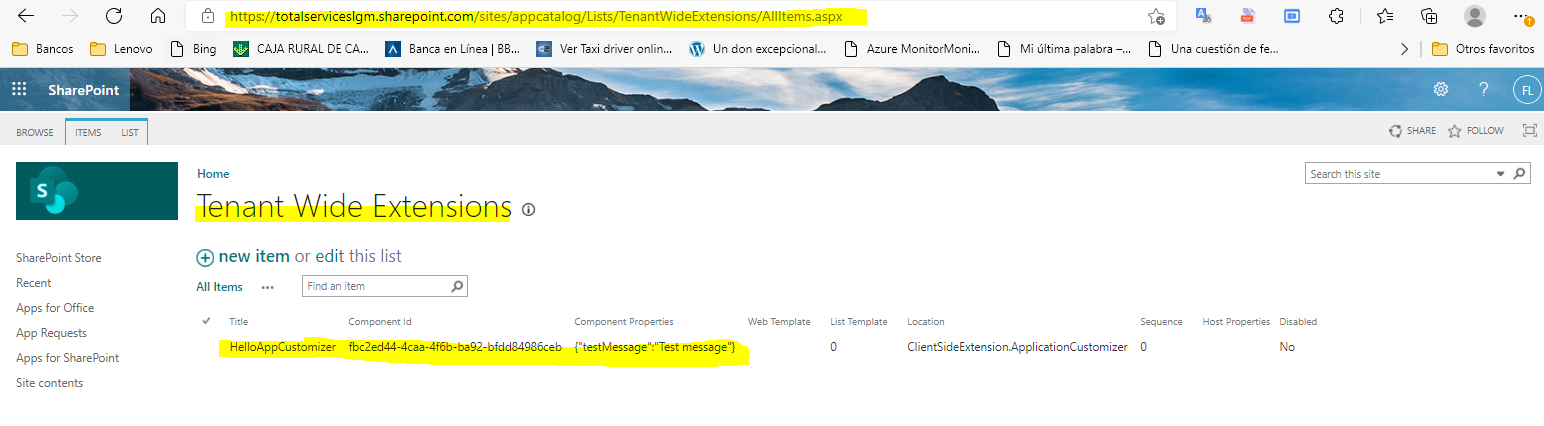 https://totalserviceslgm.sharepoint.com/sites/appcatalog/Lists/TenantWideExtensions/AllItems.aspx
Bancos Lenovo Bing CAJA RURAL DE CA... Banca en Línea | BB... Ver Taxi driver onlin... Un don excepcional... Azure MonitorMoni... Mi última palabra –... Una cuestión de fe... Otros favoritos
SharePoint ? FL
BROWSE ITEMS LIST SHARE FOLLOW
S
Home Search this site
Tenant Wide Extensions
new item or edit this list
SharePoint Store
Recent
Apps for Office
App Requests
Apps for SharePoint
Site contents
All Items ... Find an item
Title Component Id Component Properties Web Template List Template Location Sequence Host Properties Disabled
HelloAppCustomizer fbc2ed44-4caa-4f6b-ba92-bfdd84986ceb {"testMessage":"Test message"} 0 ClientSideExtension.ApplicationCustomizer 0 No